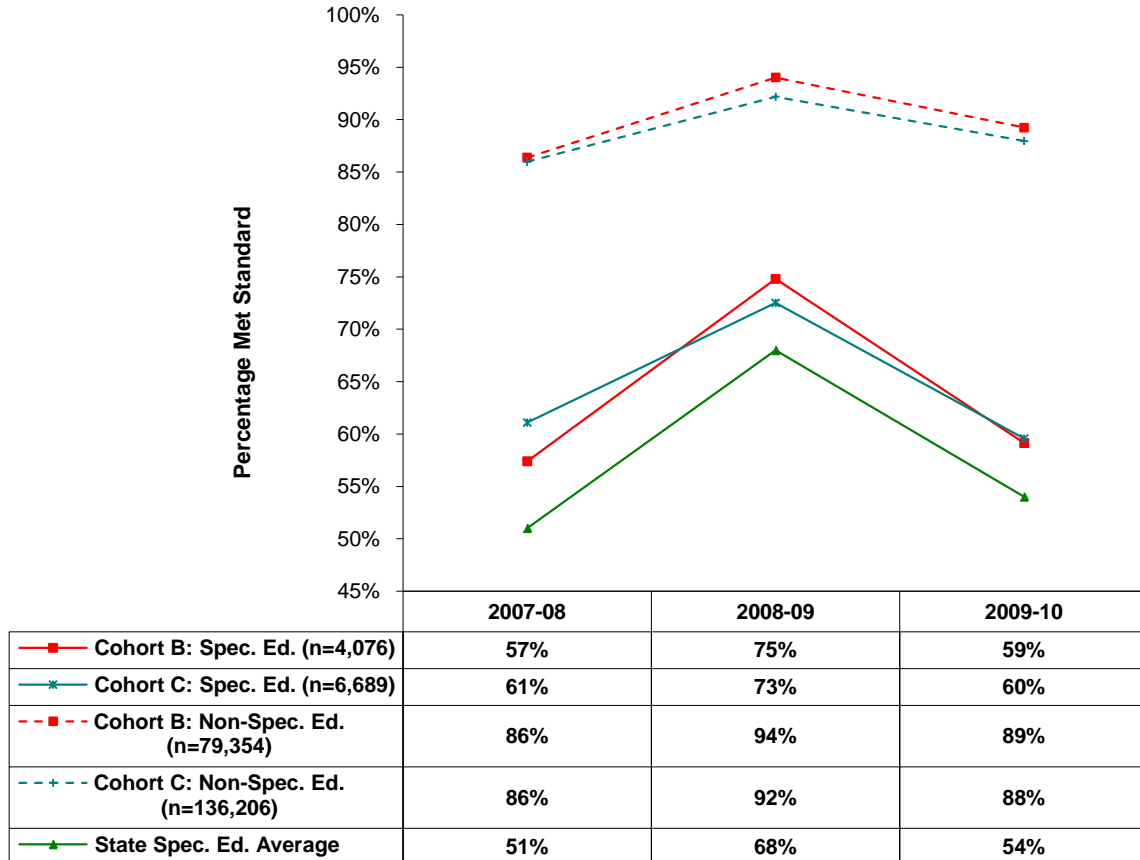 100%
95%
90%
85%
80%
75%
70%
65%
60%
55%
50%
45%
Percentage Met Standard
2007-08 2008-09 2009-10
Cohort B: Spec. Ed. (n=4,076) 57% 75% 59%
Cohort C: Spec. Ed. (n=6,689) 61% 73% 60%
Cohort B: Non-Spec. Ed.
(n=79,354) 86% 94% 89%
Cohort C: Non-Spec. Ed.
(n=136,206) 86% 92% 88%
State Spec. Ed. Average 51% 68% 54%